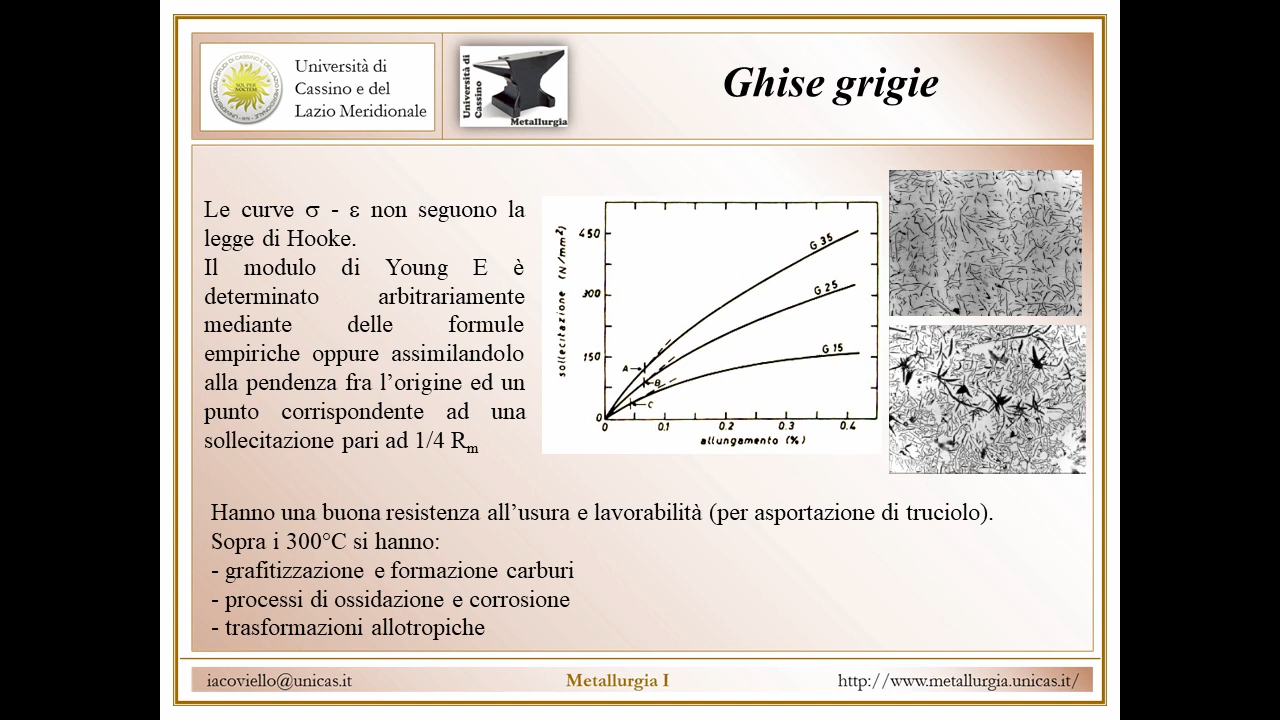 Università di
Cassino e del
Lazio Meridionale
Università di
Cassino
Metallurgia
Ghise grigie
Le curve σ - ε non seguono la
legge di Hooke.
Il modulo di Young E è
determinato arbitrariamente
mediante delle formule
empiriche oppure assimilandolo
alla pendenza fra l’origine ed un
punto corrispondente ad una
sollecitazione pari ad 1/4 Rm
sollecitazione (N/mm²)
450
300
150
0
G 35
G 25
G 15
A
B
C
0 0.1 0.2 0.3 0.4
allungamento (%)
Hanno una buona resistenza all’usura e lavorabilità (per asportazione di truciolo).
Sopra i 300°C si hanno:
- grafitizzazione e formazione carburi
- processi di ossidazione e corrosione
- trasformazioni allotropiche
iacoviello@unicas.it
Metallurgia I
http://www.metallurgia.unicas.it/